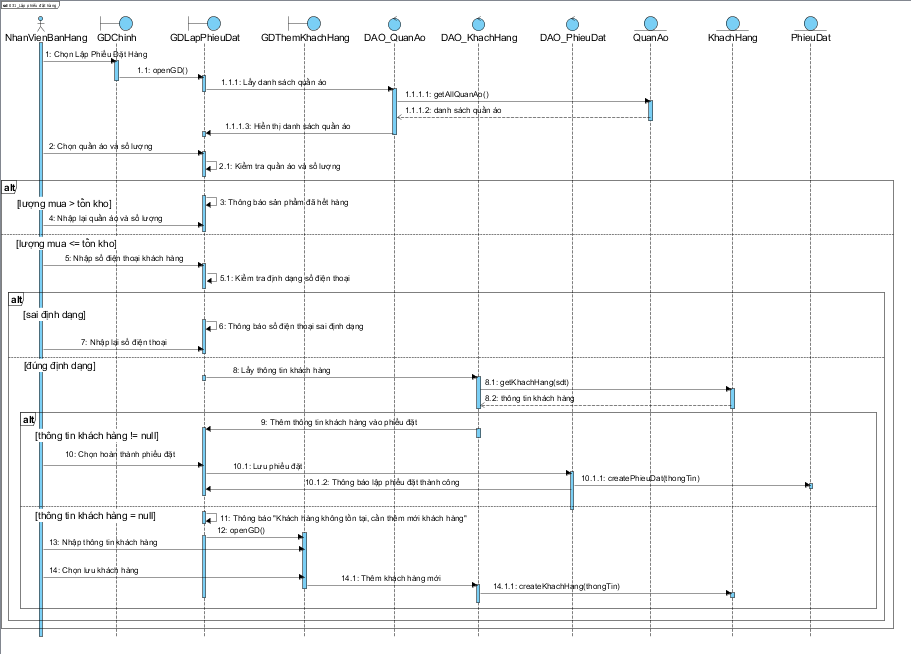 sd 6.3.1_Lập phiếu đặt hàng
NhanVienBanHang
GDChinh
GDLapPhieuDat
GDThemKhachHang
DAO_QuanAo
DAO_KhachHang
DAO_PhieuDat
QuanAo
KhachHang
PhieuDat
1: Chọn Lập Phiếu Đặt Hàng
1.1: openGD()
1.1.1: Lấy danh sách quần áo
1.1.1.1: getAllQuanAo()
1.1.1.2: danh sách quần áo
1.1.1.3: Hiển thị danh sách quần áo
2: Chọn quần áo và số lượng
2.1: Kiểm tra quần áo và số lượng
alt
[lượng mua > tồn kho]
3: Thông báo sản phẩm đã hết hàng
4: Nhập lại quần áo và số lượng
[lượng mua <= tồn kho]
5: Nhập số điện thoại khách hàng
5.1: Kiểm tra định dạng số điện thoại
alt
[sai định dạng]
6: Thông báo số điện thoại sai định dạng
7: Nhập lại số điện thoại
[đúng định dạng]
8: Lấy thông tin khách hàng
8.1: getKhachHang(sdt)
8.2: thông tin khách hàng
alt
9: Thêm thông tin khách hàng vào phiếu đặt
[thông tin khách hàng != null]
10: Chọn hoàn thành phiếu đặt
10.1: Lưu phiếu đặt
10.1.1: createPhieuDat(thongTin)
10.1.2: Thông báo lập phiếu đặt thành công
[thông tin khách hàng = null]
11: Thông báo "Khách hàng không tồn tại, cần thêm mới khách hàng"
12: openGD()
13: Nhập thông tin khách hàng
14: Chọn lưu khách hàng
14.1: Thêm khách hàng mới
14.1.1: createKhachHang(thongTin)